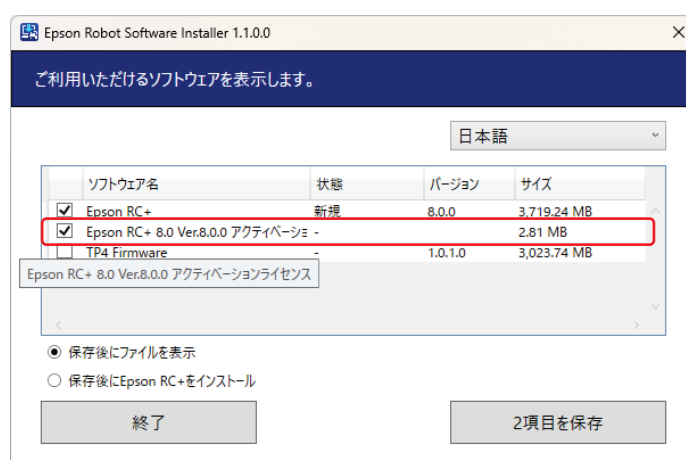 Epson Robot Software Installer 1.1.0.0
ご利用いただけるソフトウェアを表示します。
日本語
ソフトウェア名 状態 バージョン サイズ
Epson RC+ 新規 8.0.0 3,719.24 MB
Epson RC+ 8.0 Ver.8.0.0 アクティベーショ - 2.81 MB
TP4 Firmware - 1.0.1.0 3,023.74 MB
Epson RC+ 8.0 Ver.8.0.0 アクティベーションライセンス
保存後にファイルを表示
保存後にEpson RC+をインストール
終了 2項目を保存